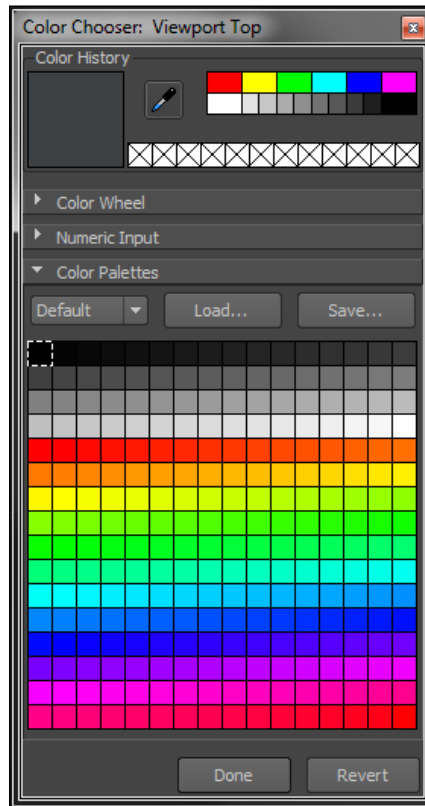 Color Chooser: Viewport Top
Color History
Color Wheel
Numeric Input
Color Palettes
Default Load... Save...
Done Revert